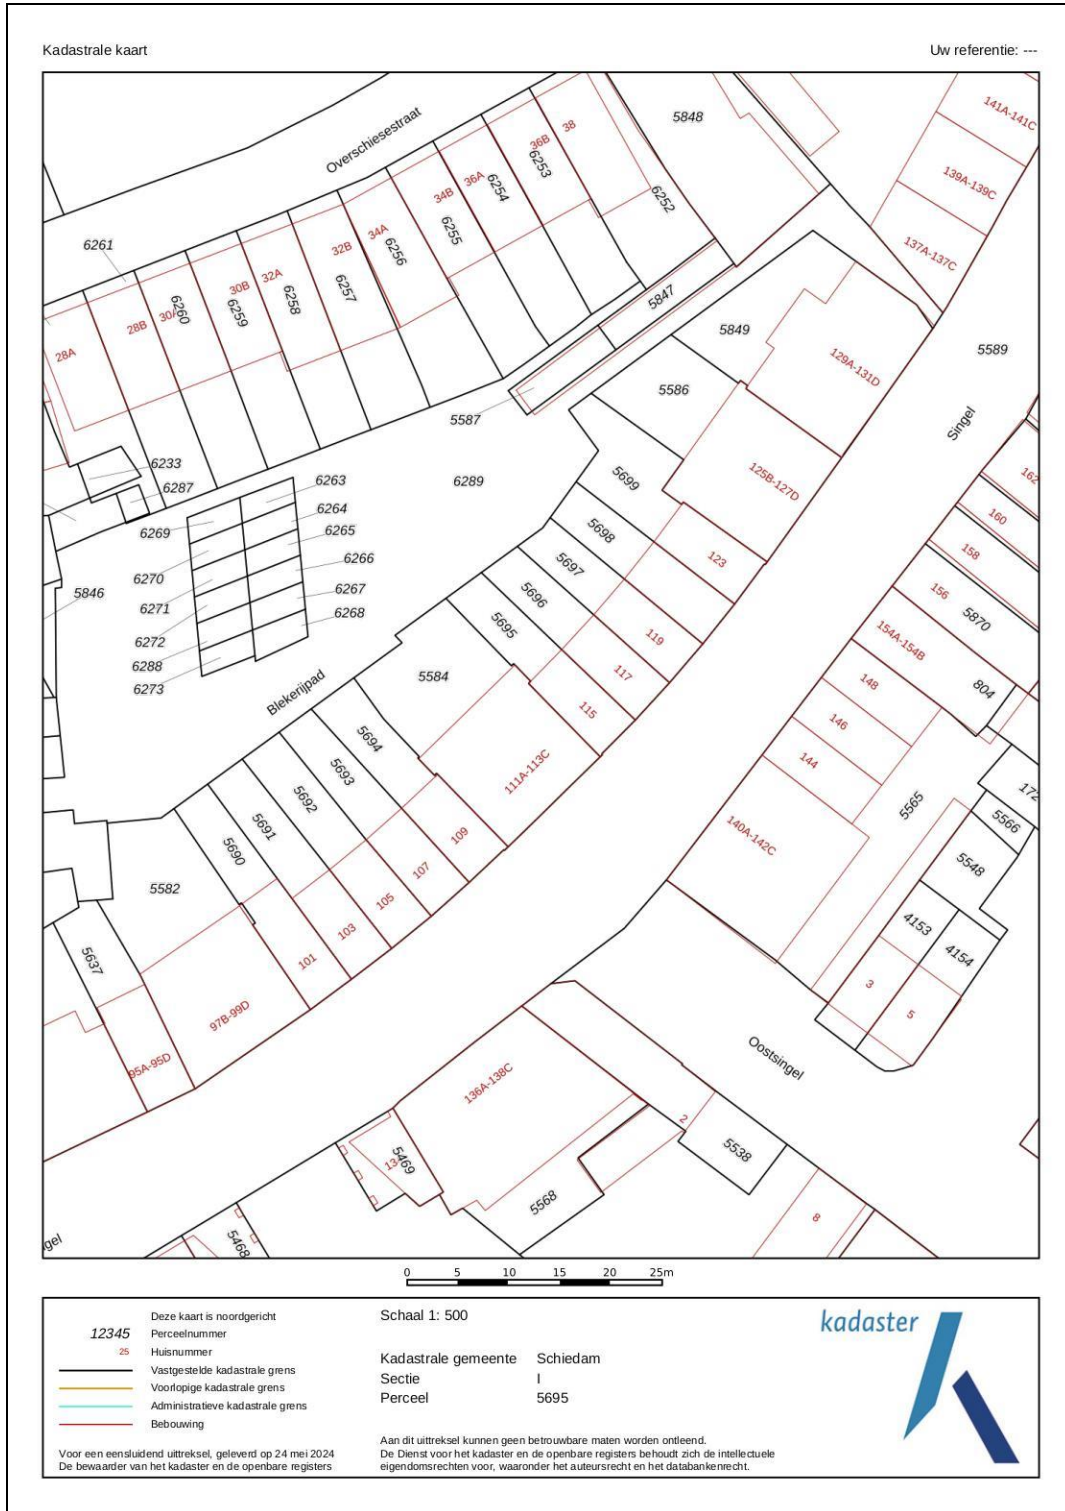 Kadastrale kaart
Uw referentie: ---
Overschiesestraat
5848
141A-141C
139A-139C
137A-137C
38
36B
6253
36A
6254
34B
6255
34A
6256
6252
32B
6257
32A
6258
30B
6259
30A
6260
28B
28A
6261
5847
5849
129A-131D
5589
Singel
5586
5587
125B-127D
162
160
158
156
5870
154A-154B
804
148
146
144
140A-142C
5565
172
5566
5548
4153
4154
3
5
6233
6287
6263
6264
6265
6266
6267
6268
6269
6270
6271
6272
6288
6273
6289
5846
5699
5698
5697
5696
5695
123
119
117
115
5584
Blekerijpad
111A-113C
5694
5693
5692
5691
5690
109
107
105
103
101
5582
5637
97B-99D
95A-95D
Oostsingel
136A-138C
2
5538
5469
13
5568
8
5468
gel
0 5 10 15 20 25m
Deze kaart is noordgericht
12345 Perceelnummer
25 Huisnummer
Vastgestelde kadastrale grens
Voorlopige kadastrale grens
Administratieve kadastrale grens
Bebouwing
Voor een eensluidend uittreksel, geleverd op 24 mei 2024
De bewaarder van het kadaster en de openbare registers
Schaal 1: 500
Kadastrale gemeente Schiedam
Sectie I
Perceel 5695
Aan dit uittreksel kunnen geen betrouwbare maten worden ontleend.
De Dienst voor het kadaster en de openbare registers behoudt zich de intellectuele
eigendomsrechten voor, waaronder het auteursrecht en het databankenrecht.
kadaster